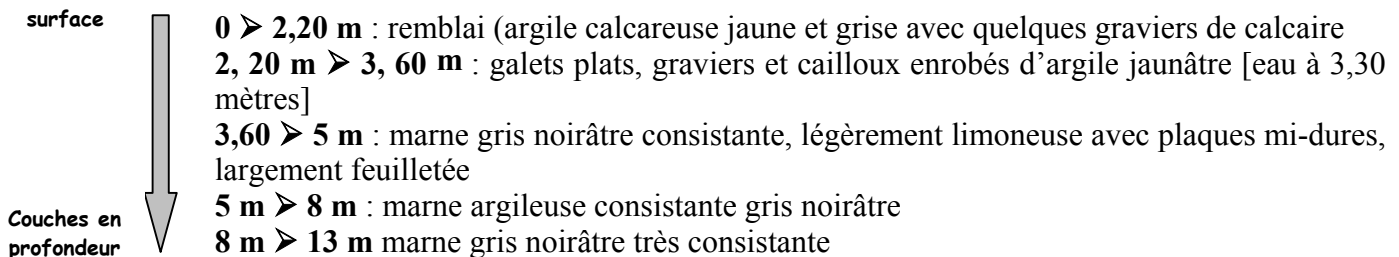 surface
0 ➢ 2,20 m : remblai (argile calcareuse jaune et grise avec quelques graviers de calcaire
2, 20 m ➢ 3, 60 m : galets plats, graviers et cailloux enrobés d’argile jaunâtre [eau à 3,30
mètres]
3,60 ➢ 5 m : marne gris noirâtre consistante, légèrement limoneuse avec plaques mi-dures,
largement feuilletée
5 m ➢ 8 m : marne argileuse consistante gris noirâtre
8 m ➢ 13 m marne gris noirâtre très consistante
Couches en
profondeur